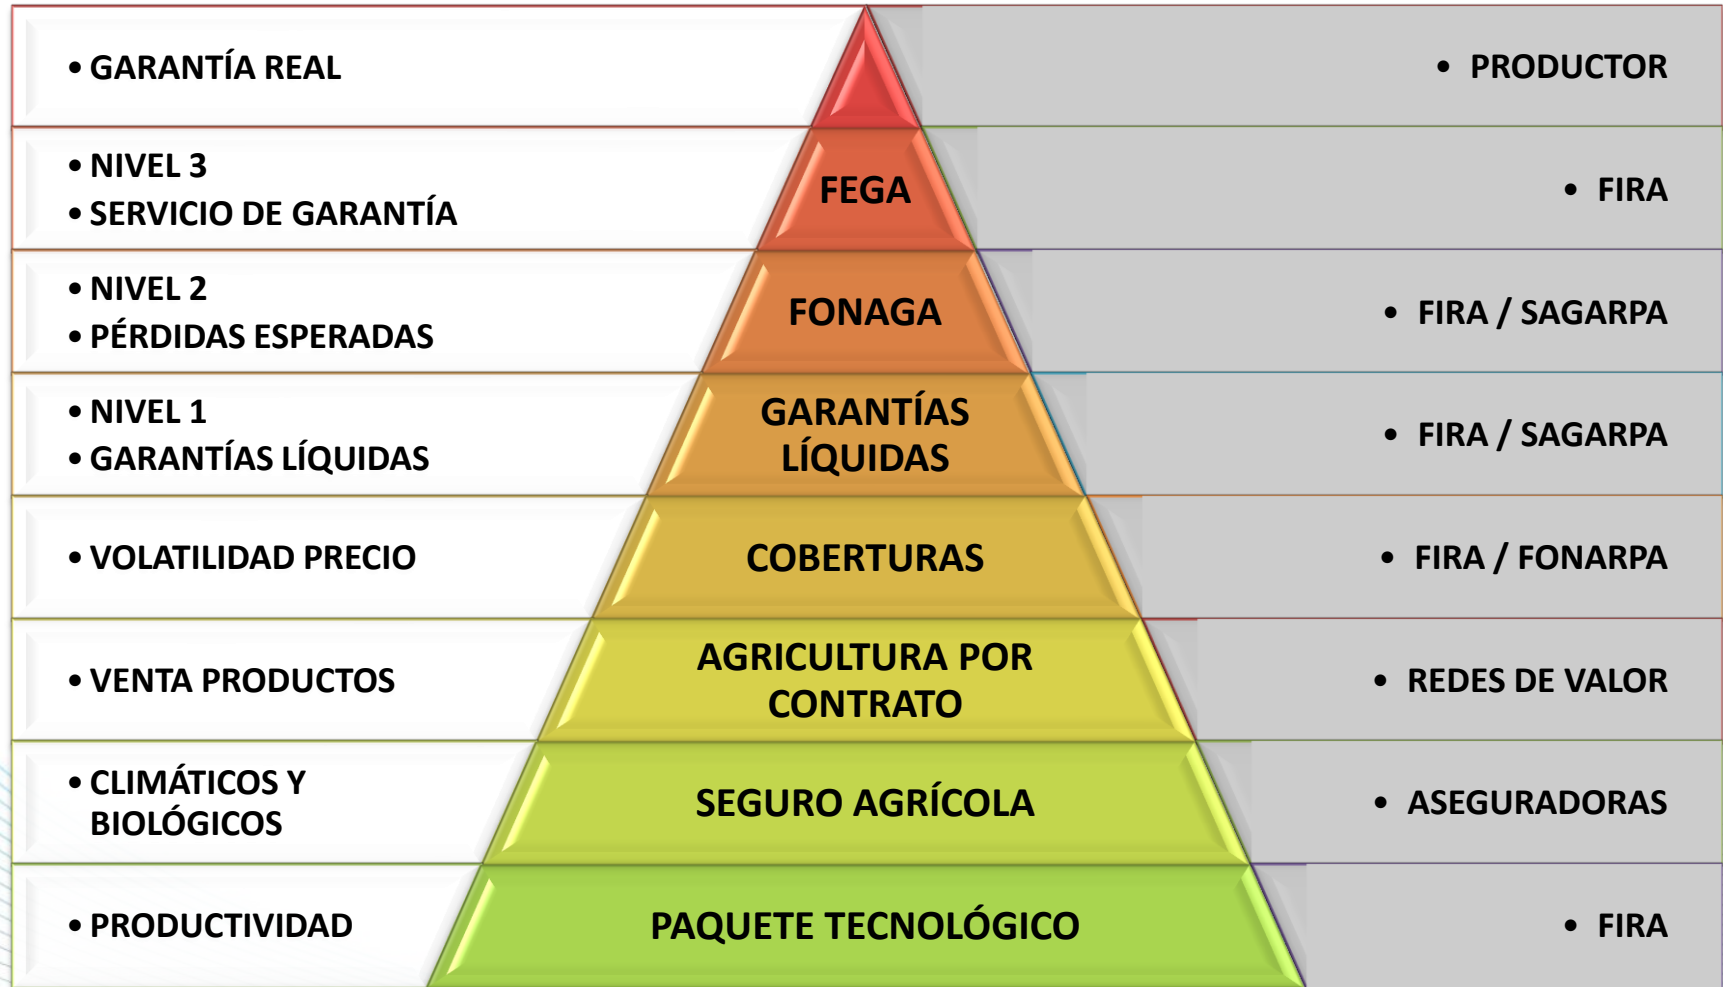 • GARANTÍA REAL
• PRODUCTOR
• NIVEL 3
• SERVICIO DE GARANTÍA
FEGA
• FIRA
• NIVEL 2
• PÉRDIDAS ESPERADAS
FONAGA
• FIRA / SAGARPA
• NIVEL 1
• GARANTÍAS LÍQUIDAS
GARANTÍAS
LÍQUIDAS
• FIRA / SAGARPA
• VOLATILIDAD PRECIO
COBERTURAS
• FIRA / FONARPA
• VENTA PRODUCTOS
AGRICULTURA POR
CONTRATO
• REDES DE VALOR
• CLIMÁTICOS Y
BIOLÓGICOS
SEGURO AGRÍCOLA
• ASEGURADORAS
• PRODUCTIVIDAD
PAQUETE TECNOLÓGICO
• FIRA